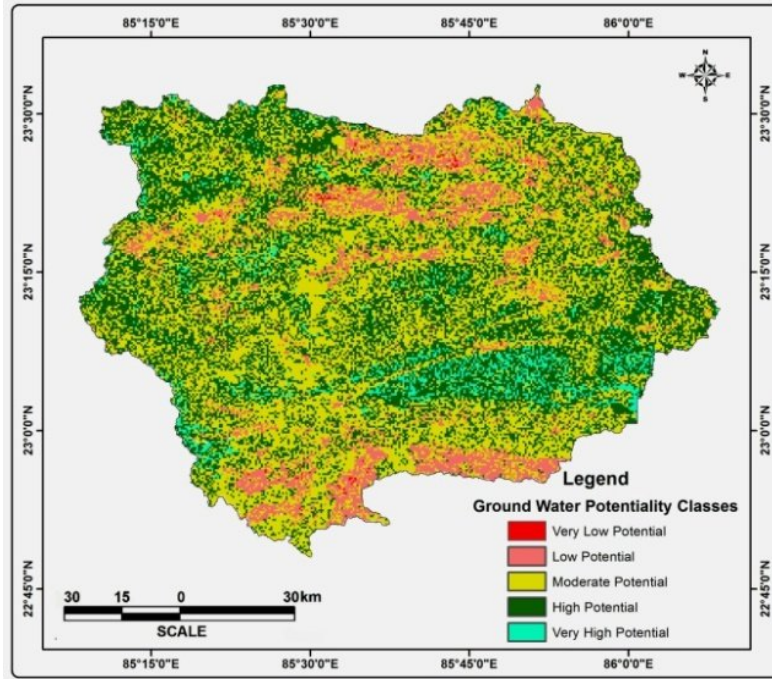 85°15'0"E 85°30'0"E 85°45'0"E 86°0'0"E
N
W E
S
23°30'0"N 23°30'0"N
23°15'0"N 23°15'0"N
23°0'0"N 23°0'0"N
22°45'0"N 22°45'0"N
Legend
Ground Water Potentiality Classes
Very Low Potential
Low Potential
Moderate Potential
High Potential
Very High Potential
30 15 0 30 km
SCALE
85°15'0"E 85°30'0"E 85°45'0"E 86°0'0"E